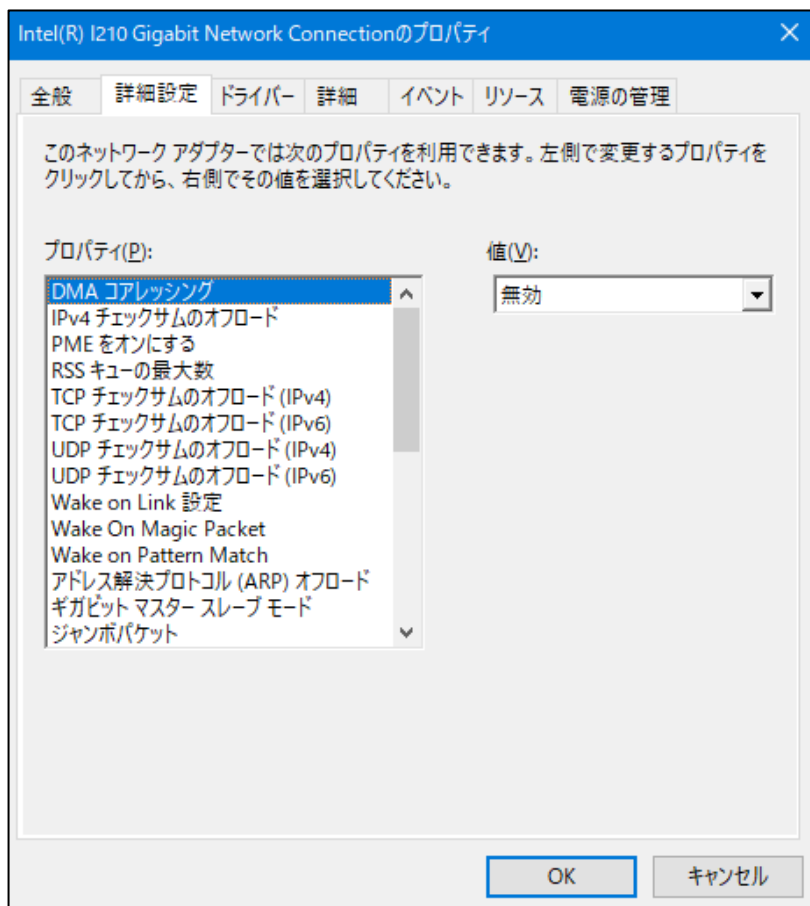 Intel(R) I210 Gigabit Network Connectionのプロパティ
全般 詳細設定 ドライバー 詳細 イベント リソース 電源の管理
このネットワーク アダプターでは次のプロパティを利用できます。左側で変更するプロパティを
クリックしてから、右側でその値を選択してください。
プロパティ(P):
DMA コアレッシング
IPv4 チェックサムのオフロード
PME をオンにする
RSS キューの最大数
TCP チェックサムのオフロード (IPv4)
TCP チェックサムのオフロード (IPv6)
UDP チェックサムのオフロード (IPv4)
UDP チェックサムのオフロード (IPv6)
Wake on Link 設定
Wake On Magic Packet
Wake on Pattern Match
アドレス解決プロトコル (ARP) オフロード
ギガビット マスター スレーブ モード
ジャンボパケット
値(V):
無効
OK キャンセル